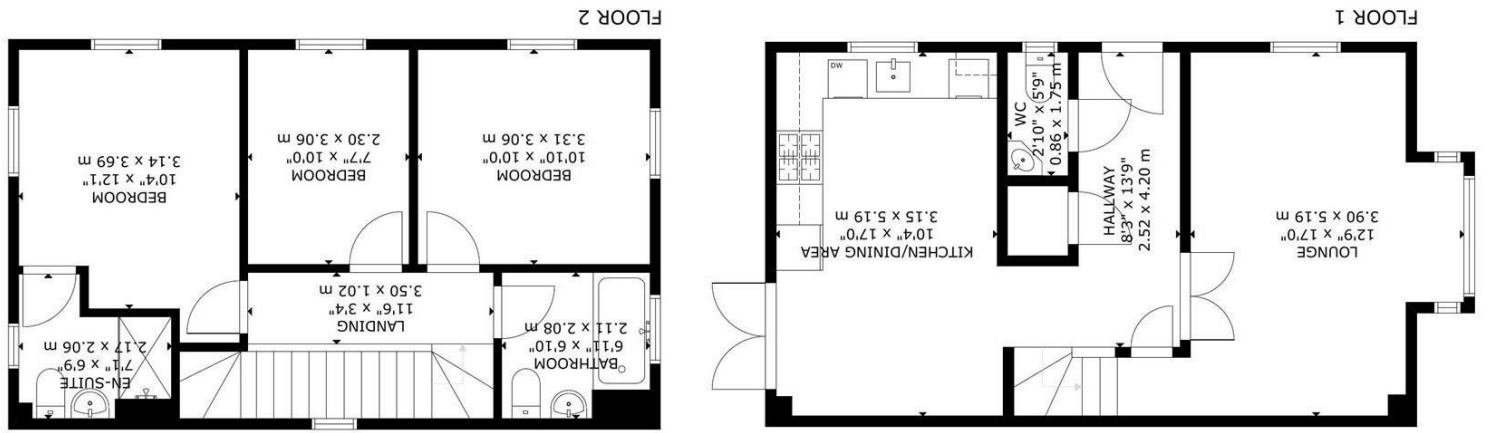 FLOOR 1
LOUNGE
12'9" x 17'0"
3.90 x 5.19 m
HALLWAY
8'3" x 13'9"
2.52 x 4.20 m
WC
2'10" x 5'9"
0.86 x 1.75 m
KITCHEN/DINING AREA
10'4" x 17'0"
3.15 x 5.19 m
DW
FLOOR 2
BATHROOM
6'11" x 6'10"
2.11 x 2.08 m
LANDING
11'6" x 3'4"
3.50 x 1.02 m
EN-SUITE
7'1" x 6'9"
2.17 x 2.06 m
BEDROOM
10'10" x 10'0"
3.31 x 3.06 m
BEDROOM
7'7" x 10'0"
2.30 x 3.06 m
BEDROOM
10'4" x 12'1"
3.14 x 3.69 m